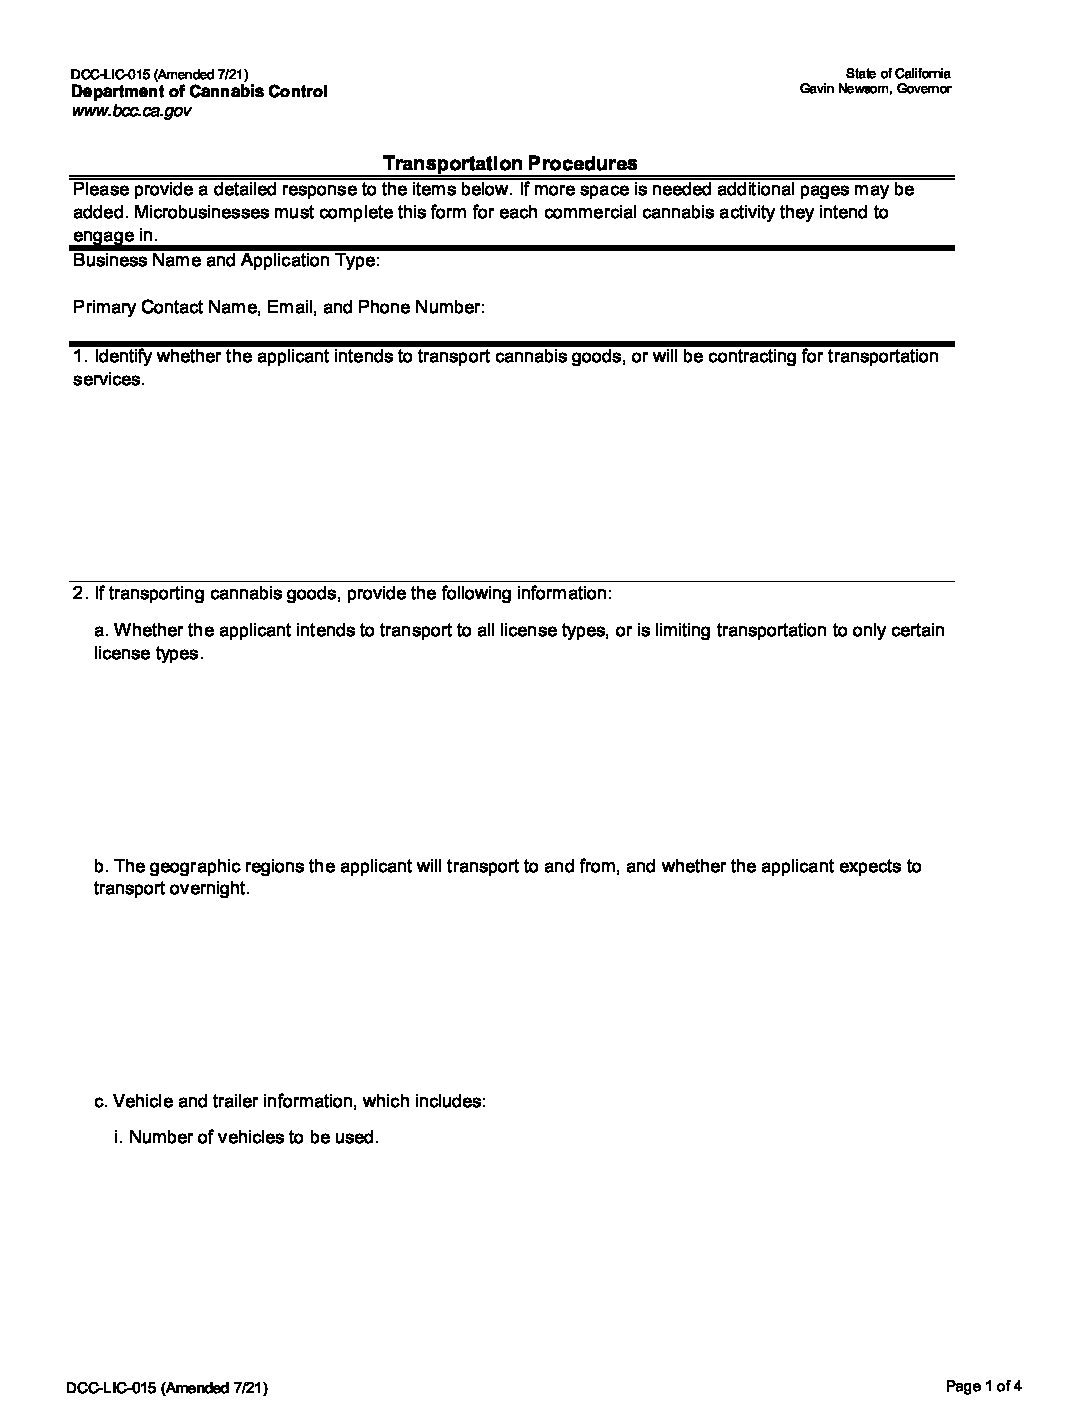 DCC-LIC-015 (Amended 7/21)
State of California
Department of Cannabis Control
Gavin Newsom, Governor
www.bcc.ca.gov
Transportation Procedures
Please provide a detailed response to the items below. If more space is needed additional pages may be
added. Microbusinesses must complete this form for each commercial cannabis activity they intend to
engage in.
Business Name and Application Type:
Primary Contact Name, Email, and Phone Number:
1. Identify whether the applicant intends to transport cannabis goods, or will be contracting for transportation
services.
2. If transporting cannabis goods, provide the following information:
a. Whether the applicant intends to transport to all license types, or is limiting transportation to only certain
license types.
b. The geographic regions the applicant will transport to and from, and whether the applicant expects to
transport overnight.
c. Vehicle and trailer information, which includes:
i. Number of vehicles to be used.
DCC-LIC-015 (Amended 7/21)
Page 1 of 4